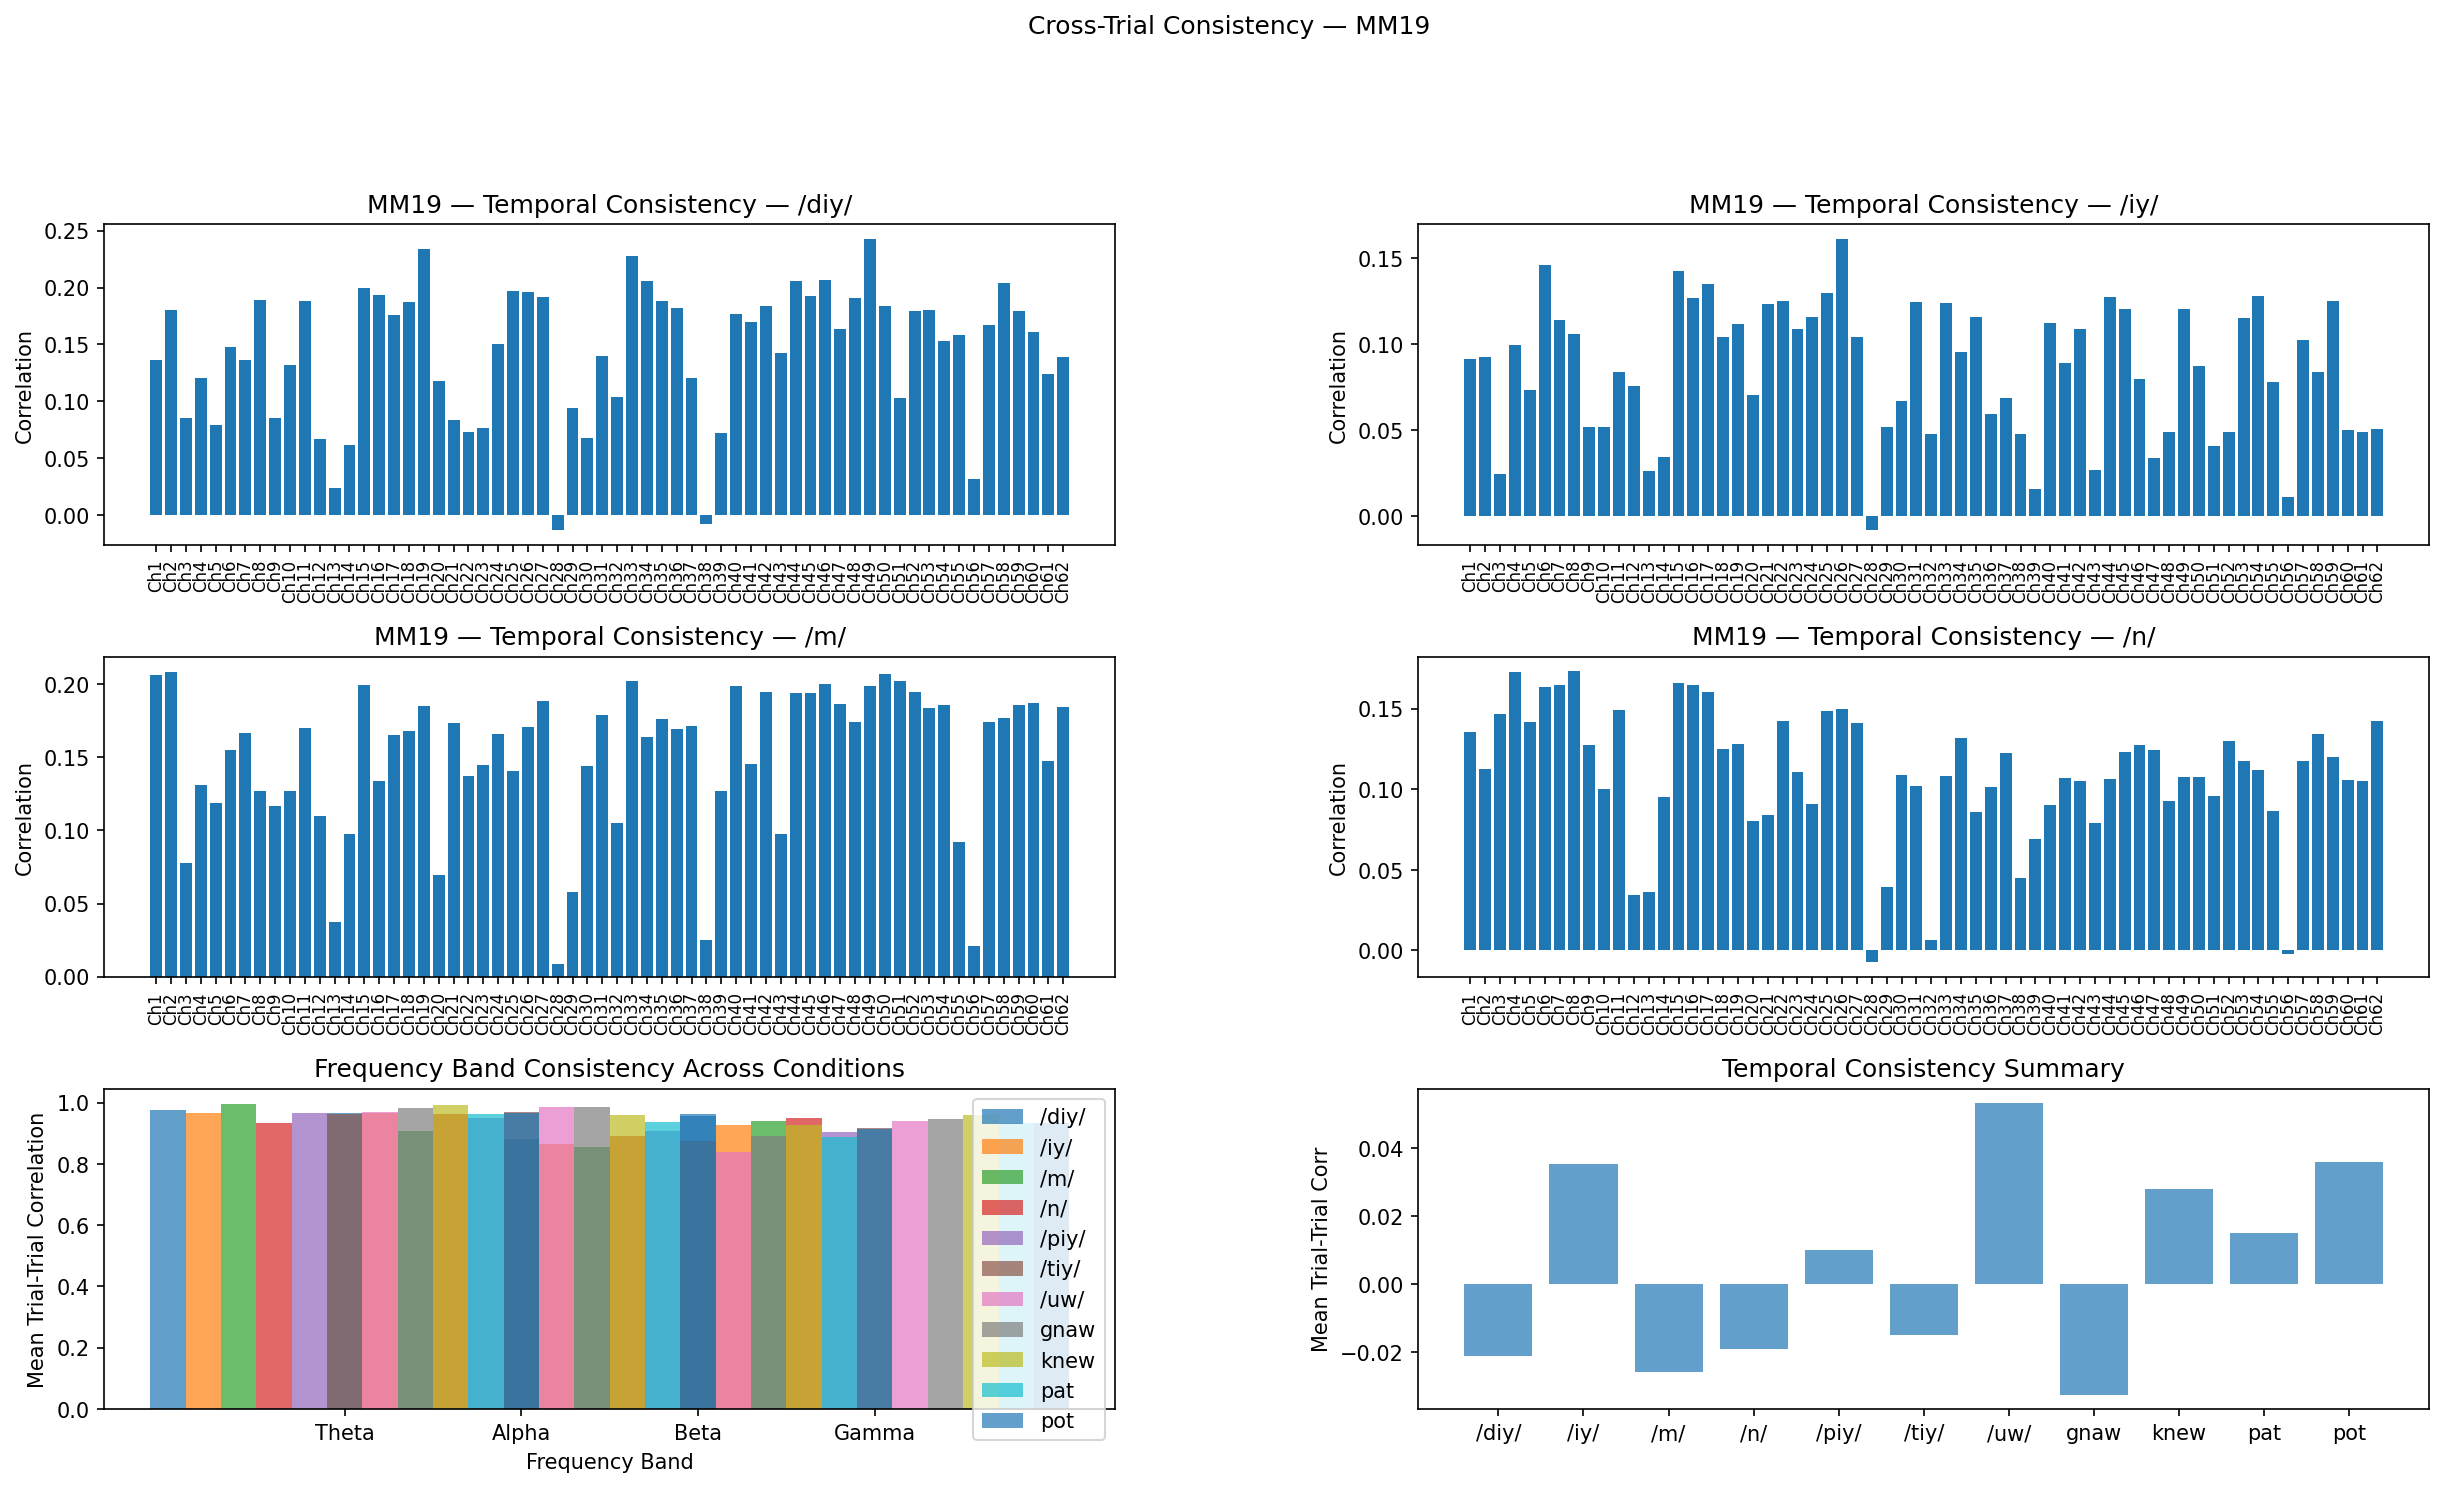 Cross-Trial Consistency — MM19
MM19 — Temporal Consistency — /diy/
Correlation
0.25
0.20
0.15
0.10
0.05
0.00
Ch1 Ch2 Ch3 Ch4 Ch5 Ch6 Ch7 Ch8 Ch9 Ch10 Ch11 Ch12 Ch13 Ch14 Ch15 Ch16 Ch17 Ch18 Ch19 Ch20 Ch21 Ch22 Ch23 Ch24 Ch25 Ch26 Ch27 Ch28 Ch29 Ch30 Ch31 Ch32 Ch33 Ch34 Ch35 Ch36 Ch37 Ch38 Ch39 Ch40 Ch41 Ch42 Ch43 Ch44 Ch45 Ch46 Ch47 Ch48 Ch49 Ch50 Ch51 Ch52 Ch53 Ch54 Ch55 Ch56 Ch57 Ch58 Ch59 Ch60 Ch61 Ch62
MM19 — Temporal Consistency — /iy/
Correlation
0.15
0.10
0.05
0.00
Ch1 Ch2 Ch3 Ch4 Ch5 Ch6 Ch7 Ch8 Ch9 Ch10 Ch11 Ch12 Ch13 Ch14 Ch15 Ch16 Ch17 Ch18 Ch19 Ch20 Ch21 Ch22 Ch23 Ch24 Ch25 Ch26 Ch27 Ch28 Ch29 Ch30 Ch31 Ch32 Ch33 Ch34 Ch35 Ch36 Ch37 Ch38 Ch39 Ch40 Ch41 Ch42 Ch43 Ch44 Ch45 Ch46 Ch47 Ch48 Ch49 Ch50 Ch51 Ch52 Ch53 Ch54 Ch55 Ch56 Ch57 Ch58 Ch59 Ch60 Ch61 Ch62
MM19 — Temporal Consistency — /m/
Correlation
0.20
0.15
0.10
0.05
0.00
Ch1 Ch2 Ch3 Ch4 Ch5 Ch6 Ch7 Ch8 Ch9 Ch10 Ch11 Ch12 Ch13 Ch14 Ch15 Ch16 Ch17 Ch18 Ch19 Ch20 Ch21 Ch22 Ch23 Ch24 Ch25 Ch26 Ch27 Ch28 Ch29 Ch30 Ch31 Ch32 Ch33 Ch34 Ch35 Ch36 Ch37 Ch38 Ch39 Ch40 Ch41 Ch42 Ch43 Ch44 Ch45 Ch46 Ch47 Ch48 Ch49 Ch50 Ch51 Ch52 Ch53 Ch54 Ch55 Ch56 Ch57 Ch58 Ch59 Ch60 Ch61 Ch62
MM19 — Temporal Consistency — /n/
Correlation
0.15
0.10
0.05
0.00
Ch1 Ch2 Ch3 Ch4 Ch5 Ch6 Ch7 Ch8 Ch9 Ch10 Ch11 Ch12 Ch13 Ch14 Ch15 Ch16 Ch17 Ch18 Ch19 Ch20 Ch21 Ch22 Ch23 Ch24 Ch25 Ch26 Ch27 Ch28 Ch29 Ch30 Ch31 Ch32 Ch33 Ch34 Ch35 Ch36 Ch37 Ch38 Ch39 Ch40 Ch41 Ch42 Ch43 Ch44 Ch45 Ch46 Ch47 Ch48 Ch49 Ch50 Ch51 Ch52 Ch53 Ch54 Ch55 Ch56 Ch57 Ch58 Ch59 Ch60 Ch61 Ch62
Frequency Band Consistency Across Conditions
Mean Trial-Trial Correlation
1.0
0.8
0.6
0.4
0.2
0.0
Theta Alpha Beta Gamma
Frequency Band
/diy/
/iy/
/m/
/n/
/piy/
/tiy/
/uw/
gnaw
knew
pat
pot
Temporal Consistency Summary
Mean Trial-Trial Corr
0.04
0.02
0.00
−0.02
/diy/ /iy/ /m/ /n/ /piy/ /tiy/ /uw/ gnaw knew pat pot